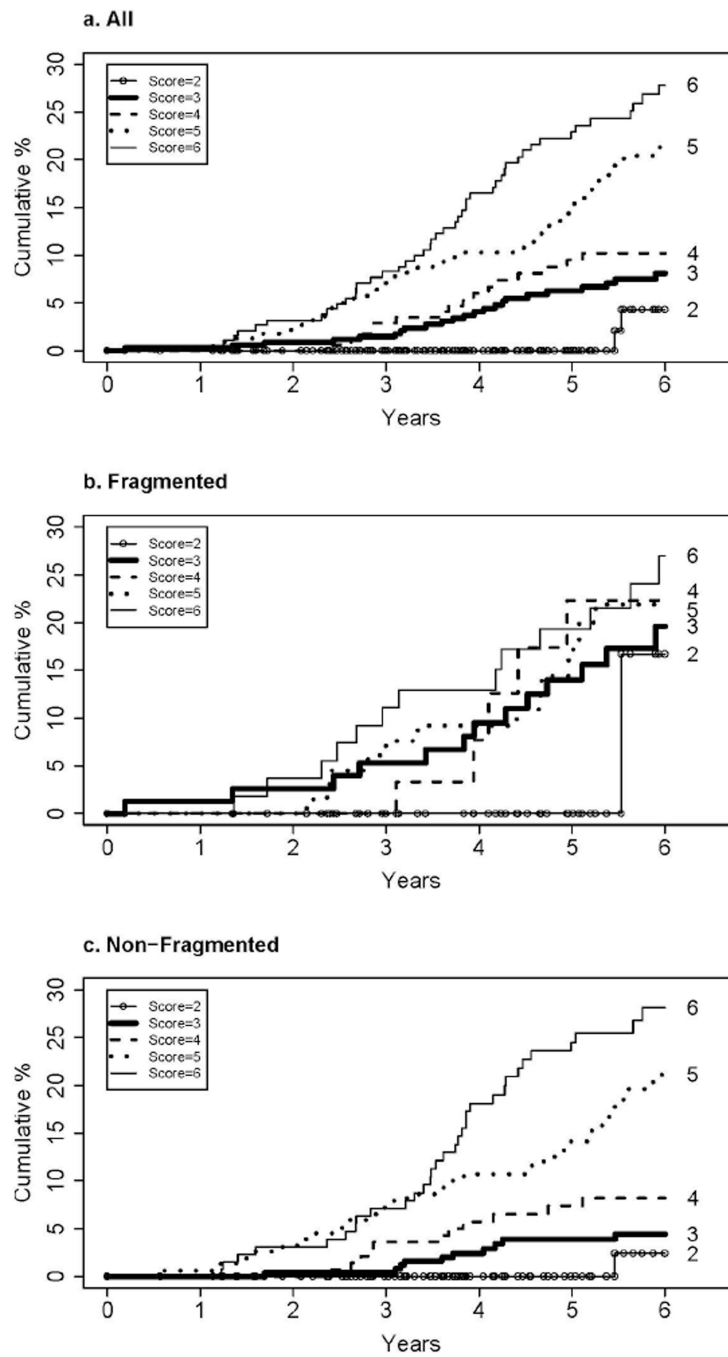 a. All
30
25
20
15
10
5
0
Cumulative %
Score=2
Score=3
Score=4
Score=5
Score=6
6
5
4
3
2
0 1 2 3 4 5 6
Years
b. Fragmented
30
25
20
15
10
5
0
Cumulative %
Score=2
Score=3
Score=4
Score=5
Score=6
6
4
5
3
2
0 1 2 3 4 5 6
Years
c. Non-Fragmented
30
25
20
15
10
5
0
Cumulative %
Score=2
Score=3
Score=4
Score=5
Score=6
6
5
4
3
2
0 1 2 3 4 5 6
Years